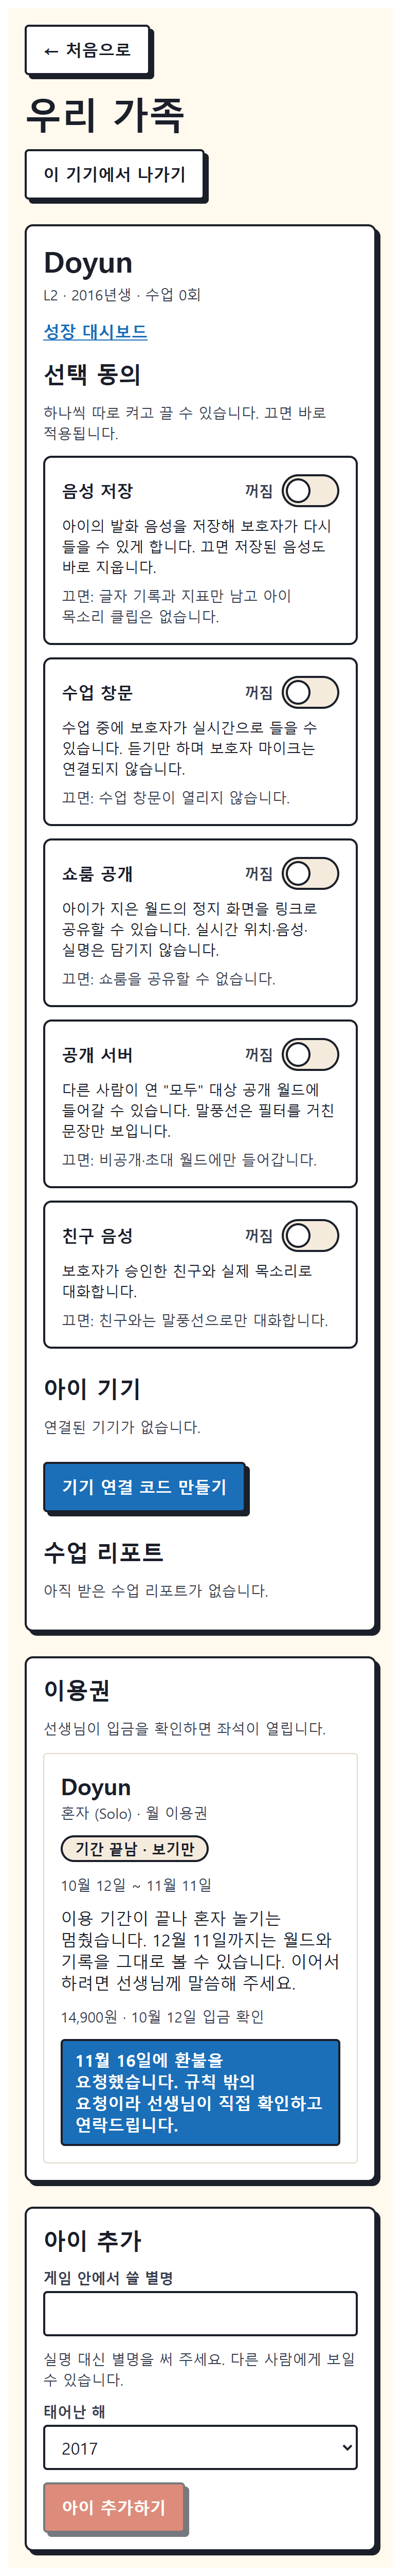 ← 처음으로
우리 가족
이 기기에서 나가기
Doyun
L2 · 2016년생 · 수업 0회
성장 대시보드
선택 동의
하나씩 따로 켜고 끌 수 있습니다. 끄면 바로
적용됩니다.
음성 저장 꺼짐
아이의 발화 음성을 저장해 보호자가 다시
들을 수 있게 합니다. 끄면 저장된 음성도
바로 지웁니다.
끄면: 글자 기록과 지표만 남고 아이
목소리 클립은 없습니다.
수업 창문 꺼짐
수업 중에 보호자가 실시간으로 들을 수
있습니다. 듣기만 하며 보호자 마이크는
연결되지 않습니다.
끄면: 수업 창문이 열리지 않습니다.
쇼룸 공개 꺼짐
아이가 지은 월드의 정지 화면을 링크로
공유할 수 있습니다. 실시간 위치·음성·
실명은 담기지 않습니다.
끄면: 쇼룸을 공유할 수 없습니다.
공개 서버 꺼짐
다른 사람이 연 "모두" 대상 공개 월드에
들어갈 수 있습니다. 말풍선은 필터를 거친
문장만 보입니다.
끄면: 비공개·초대 월드에만 들어갑니다.
친구 음성 꺼짐
보호자가 승인한 친구와 실제 목소리로
대화합니다.
끄면: 친구와는 말풍선으로만 대화합니다.
아이 기기
연결된 기기가 없습니다.
기기 연결 코드 만들기
수업 리포트
아직 받은 수업 리포트가 없습니다.
이용권
선생님이 입금을 확인하면 좌석이 열립니다.
Doyun
혼자 (Solo) · 월 이용권
기간 끝남 · 보기만
10월 12일 ~ 11월 11일
이용 기간이 끝나 혼자 놀기는
멈췄습니다. 12월 11일까지는 월드와
기록을 그대로 볼 수 있습니다. 이어서
하려면 선생님께 말씀해 주세요.
14,900원 · 10월 12일 입금 확인
11월 16일에 환불을
요청했습니다. 규칙 밖의
요청이라 선생님이 직접 확인하고
연락드립니다.
아이 추가
게임 안에서 쓸 별명
실명 대신 별명을 써 주세요. 다른 사람에게 보일
수 있습니다.
태어난 해
2017
아이 추가하기